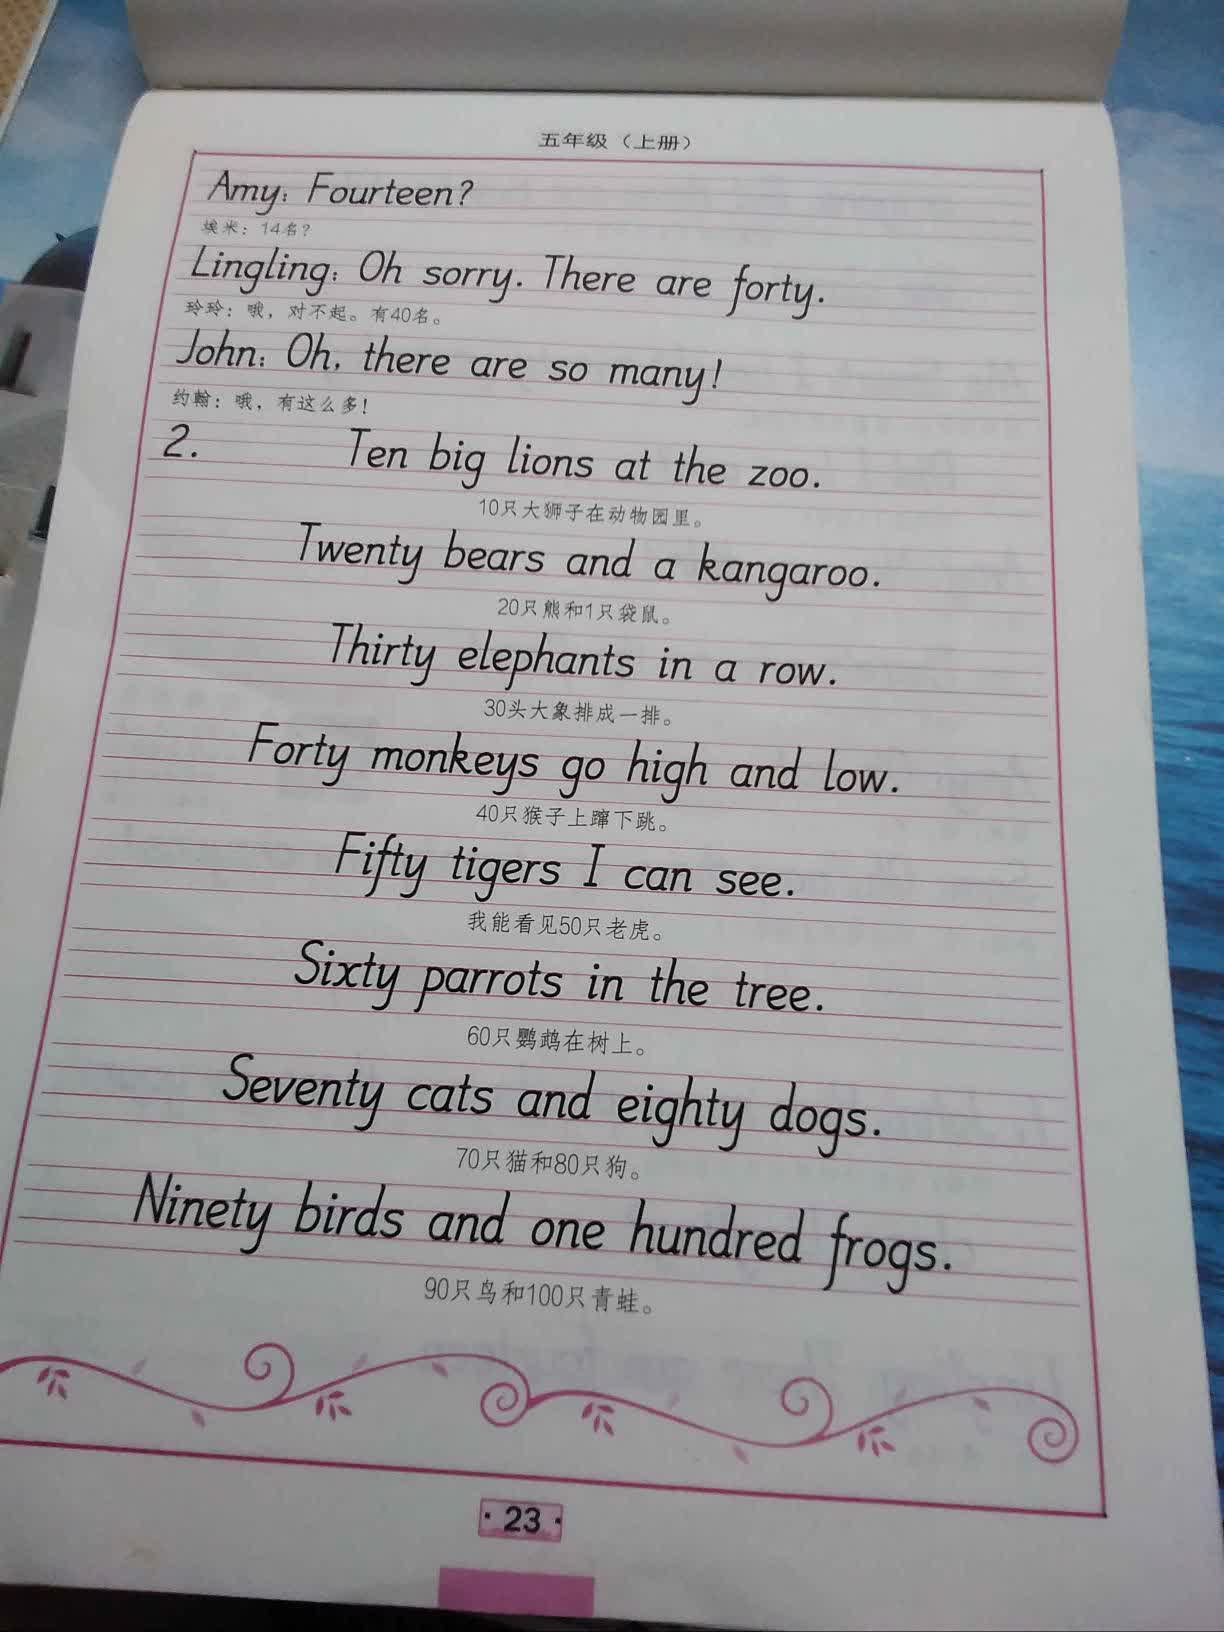 五年级（上册）
Amy: Fourteen?
埃米：14名？
Lingling: Oh sorry. There are forty.
玲玲：哦，对不起。有40名。
John: Oh, there are so many!
约翰：哦，有这么多！
2. Ten big lions at the zoo.
10只大狮子在动物园里。
Twenty bears and a kangaroo.
20只熊和1只袋鼠。
Thirty elephants in a row.
30头大象排成一排。
Forty monkeys go high and low.
40只猴子上蹿下跳。
Fifty tigers I can see.
我能看见50只老虎。
Sixty parrots in the tree.
60只鹦鹉在树上。
Seventy cats and eighty dogs.
70只猫和80只狗。
Ninety birds and one hundred frogs.
90只鸟和100只青蛙。
·23·